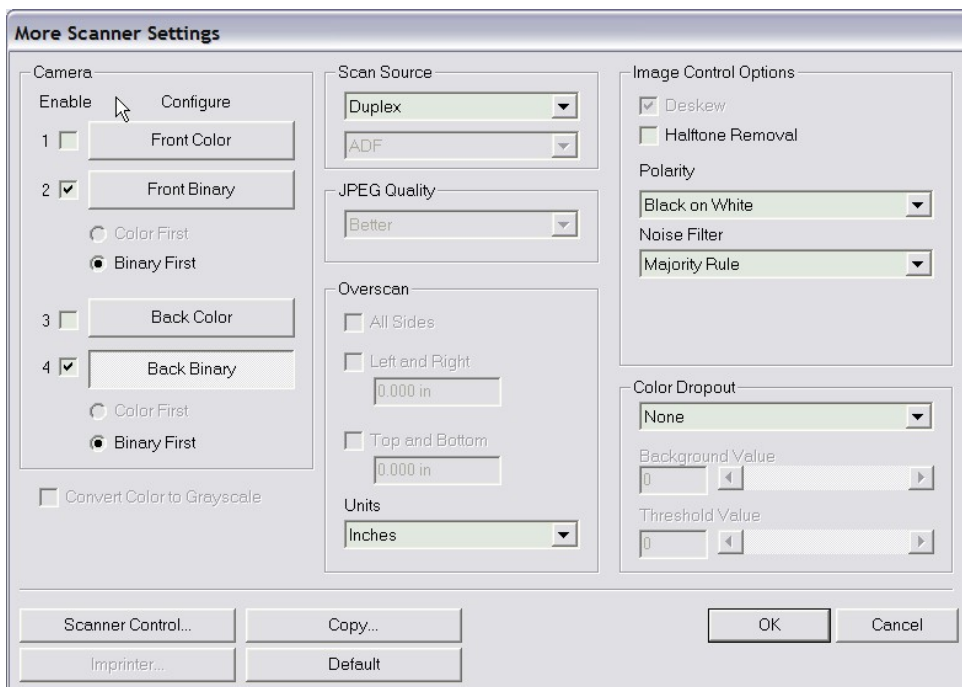 More Scanner Settings
Camera
Enable Configure
1 Front Color
2 Front Binary
Color First
Binary First
3 Back Color
4 Back Binary
Color First
Binary First
Convert Color to Grayscale
Scan Source
Duplex
ADF
JPEG Quality
Better
Overscan
All Sides
Left and Right
0.000 in
Top and Bottom
0.000 in
Units
Inches
Image Control Options
Deskew
Halftone Removal
Polarity
Black on White
Noise Filter
Majority Rule
Color Dropout
None
Background Value
0
Threshold Value
0
Scanner Control... Copy... OK Cancel
Imprinter... Default